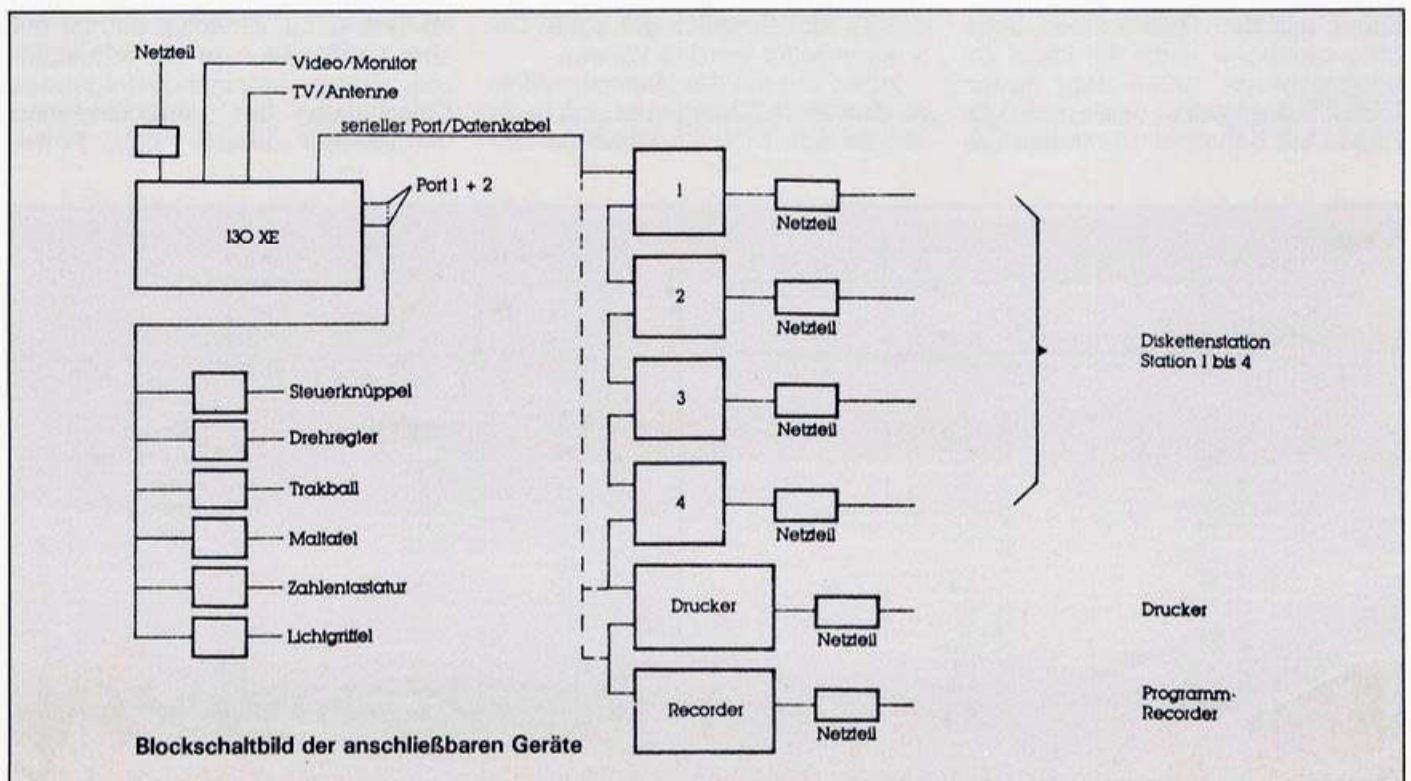 Netzteil
Video/Monitor
TV/Antenne
serieller Port/Datenkabel
Port 1 + 2
130 XE
1
Netzteil
2
Netzteil
3
Netzteil
4
Netzteil
Diskettenstation
Station 1 bis 4
Steuerknüppel
Drehregler
Trakball
Maltafel
Zahlentastatur
Lichtgriffel
Drucker
Netzteil
Drucker
Recorder
Netzteil
Programm-
Recorder
Blockschaltbild der anschließbaren Geräte